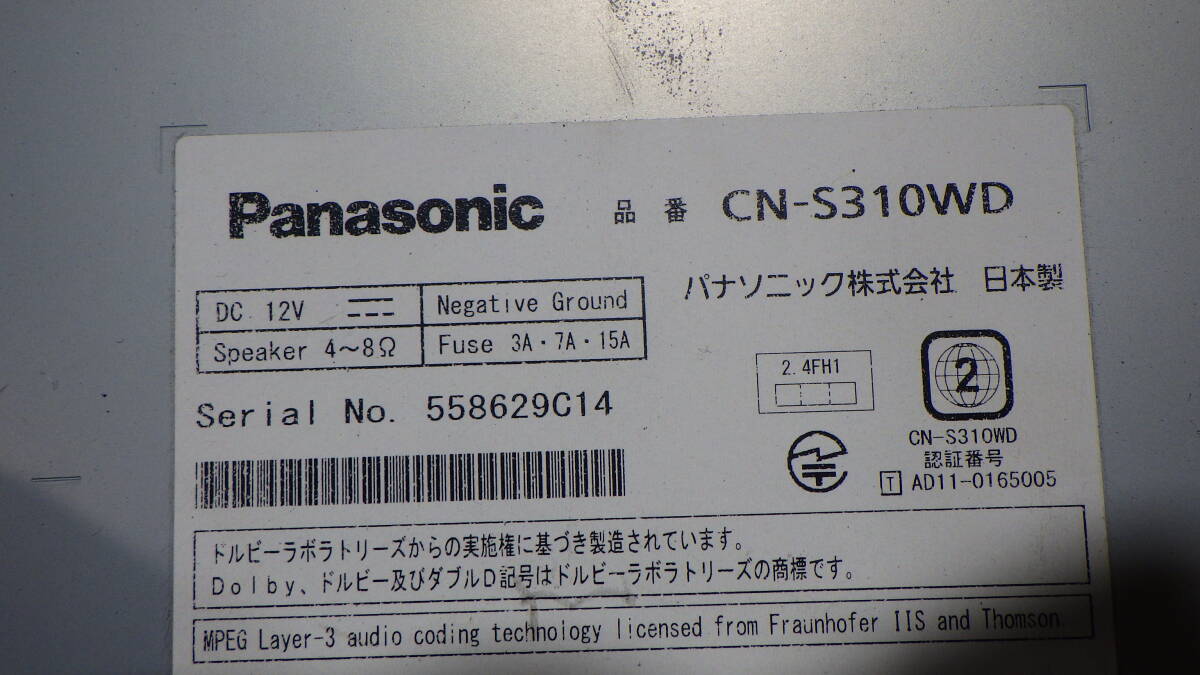 Panasonic 品番 CN-S310WD
パナソニック株式会社 日本製
DC 12V Negative Ground
Speaker 4～8Ω Fuse 3A・7A・15A
2.4FH1
2
Serial No. 558629C14
CN-S310WD
認証番号
T AD11-0165005
ドルビーラボラトリーズからの実施権に基づき製造されています。
Dolby、ドルビー及びダブルD記号はドルビーラボラトリーズの商標です。
MPEG Layer-3 audio coding technology licensed from Fraunhofer IIS and Thomson.